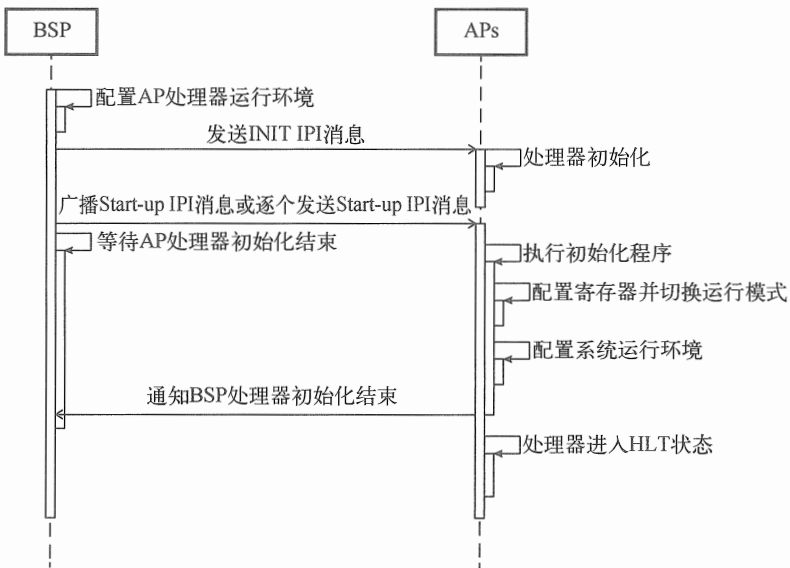 BSP
APs
配置AP处理器运行环境
发送INIT IPI消息
处理器初始化
广播Start-up IPI消息或逐个发送Start-up IPI消息
等待AP处理器初始化结束
执行初始化程序
配置寄存器并切换运行模式
配置系统运行环境
通知BSP处理器初始化结束
处理器进入HLT状态